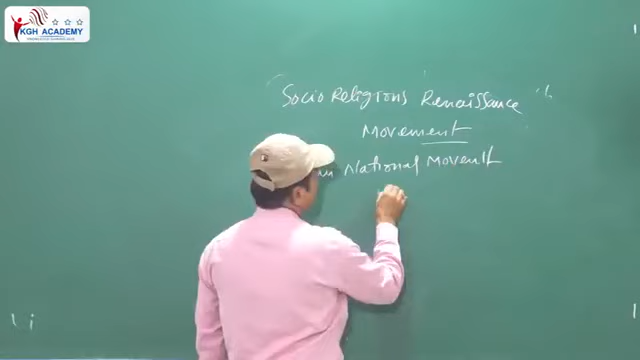 KGH ACADEMY
Socio Religious Renaissance
Movement
National Movement